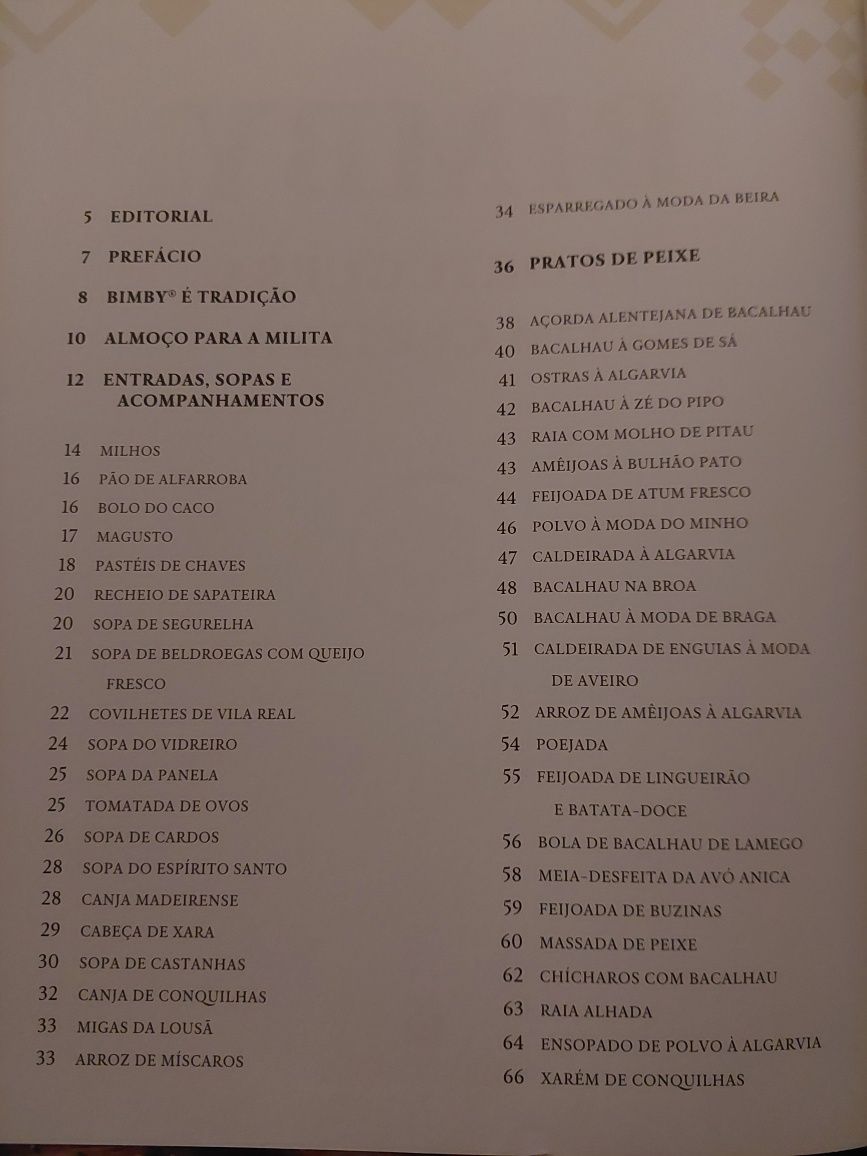 5 EDITORIAL
7 PREFÁCIO
8 BIMBY® É TRADIÇÃO
10 ALMOÇO PARA A MILITA
12 ENTRADAS, SOPAS E
ACOMPANHAMENTOS
14 MILHOS
16 PÃO DE ALFARROBA
16 BOLO DO CACO
17 MAGUSTO
18 PASTÉIS DE CHAVES
20 RECHEIO DE SAPATEIRA
20 SOPA DE SEGURELHA
21 SOPA DE BELDROEGAS COM QUEIJO
FRESCO
22 COVILHETES DE VILA REAL
24 SOPA DO VIDREIRO
25 SOPA DA PANELA
25 TOMATADA DE OVOS
26 SOPA DE CARDOS
28 SOPA DO ESPÍRITO SANTO
28 CANJA MADEIRENSE
29 CABEÇA DE XARA
30 SOPA DE CASTANHAS
32 CANJA DE CONQUILHAS
33 MIGAS DA LOUSÃ
33 ARROZ DE MÍSCAROS
34 ESPARREGADO À MODA DA BEIRA
36 PRATOS DE PEIXE
38 AÇORDA ALENTEJANA DE BACALHAU
40 BACALHAU À GOMES DE SÁ
41 OSTRAS À ALGARVIA
42 BACALHAU À ZÉ DO PIPO
43 RAIA COM MOLHO DE PITAU
43 AMÊIJOAS À BULHÃO PATO
44 FEIJOADA DE ATUM FRESCO
46 POLVO À MODA DO MINHO
47 CALDEIRADA À ALGARVIA
48 BACALHAU NA BROA
50 BACALHAU À MODA DE BRAGA
51 CALDEIRADA DE ENGUIAS À MODA
DE AVEIRO
52 ARROZ DE AMÊIJOAS À ALGARVIA
54 POEJADA
55 FEIJOADA DE LINGUEIRÃO
E BATATA-DOCE
56 BOLA DE BACALHAU DE LAMEGO
58 MEIA-DESFEITA DA AVÓ ANICA
59 FEIJOADA DE BUZINAS
60 MASSADA DE PEIXE
62 CHÍCHAROS COM BACALHAU
63 RAIA ALHADA
64 ENSOPADO DE POLVO À ALGARVIA
66 XARÉM DE CONQUILHAS